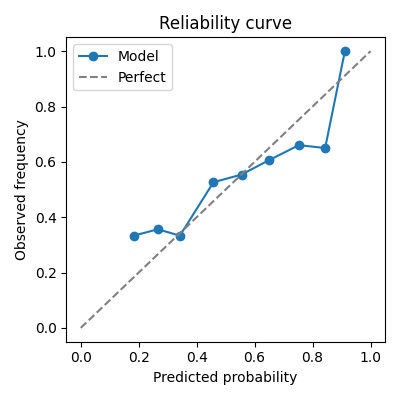 Reliability curve
Model
Perfect
Observed frequency
1.0
0.8
0.6
0.4
0.2
0.0
0.0 0.2 0.4 0.6 0.8 1.0
Predicted probability